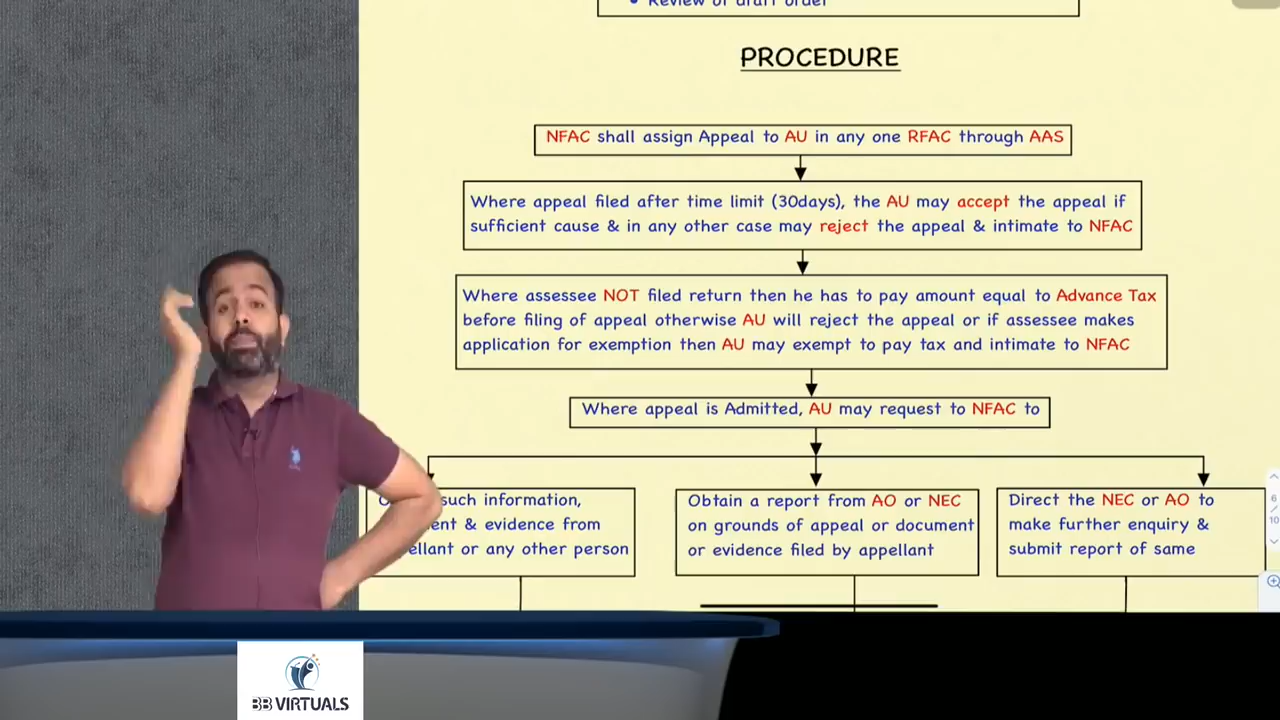 Review of draft order
PROCEDURE
NFAC shall assign Appeal to AU in any one RFAC through AAS
Where appeal filed after time limit (30days), the AU may accept the appeal if
sufficient cause & in any other case may reject the appeal & intimate to NFAC
Where assessee NOT filed return then he has to pay amount equal to Advance Tax
before filing of appeal otherwise AU will reject the appeal or if assessee makes
application for exemption then AU may exempt to pay tax and intimate to NFAC
Where appeal is Admitted, AU may request to NFAC to
such information,
& evidence from
or any other person
Obtain a report from AO or NEC
on grounds of appeal or document
or evidence filed by appellant
Direct the NEC or AO to
make further enquiry &
submit report of same
6
/
10
BB VIRTUALS